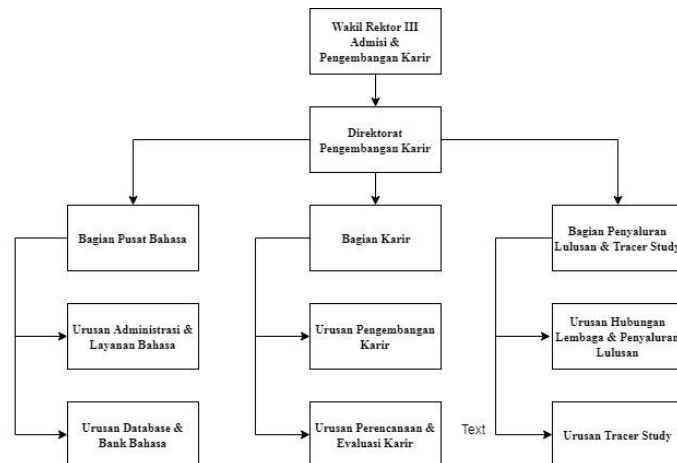 Wakil Rektor III
Admisi &
Pengembangan Karir
Direktorat
Pengembangan Karir
Bagian Pusat Bahasa
Bagian Karir
Bagian Penyaluran
Lulusan & Tracer Study
Urusan Administrasi &
Layanan Bahasa
Urusan Pengembangan
Karir
Urusan Hubungan
Lembaga & Penyaluran
Lulusan
Urusan Database &
Bank Bahasa
Urusan Perencanaan &
Evaluasi Karir
Text
Urusan Tracer Study